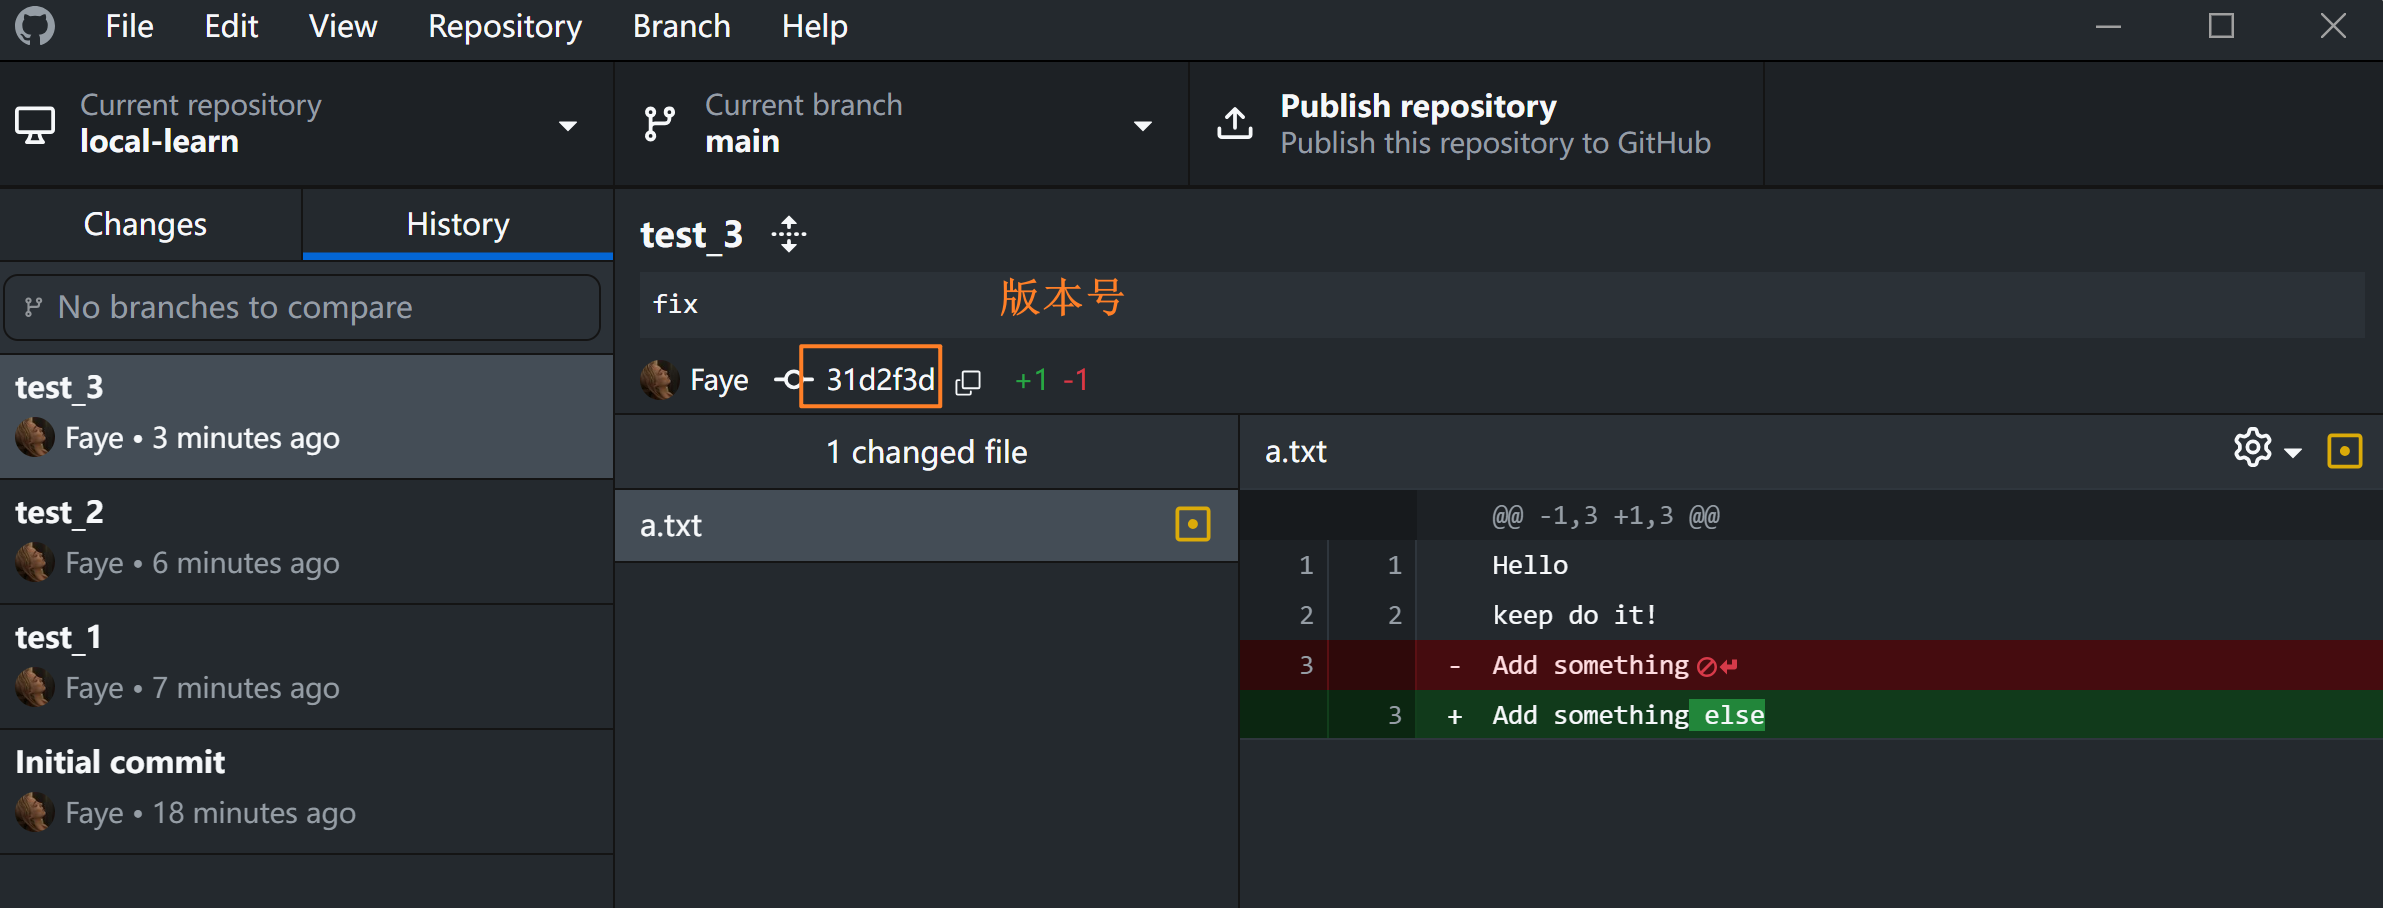 File Edit View Repository Branch Help
Current repository
local-learn
Current branch
main
Publish repository
Publish this repository to GitHub
Changes
History
No branches to compare
test_3
Faye • 3 minutes ago
test_2
Faye • 6 minutes ago
test_1
Faye • 7 minutes ago
Initial commit
Faye • 18 minutes ago
test_3
fix
版本号
Faye 31d2f3d +1 -1
1 changed file
a.txt
a.txt
@@ -1,3 +1,3 @@
1 1 Hello
2 2 keep do it!
3 - Add something
3 + Add something else